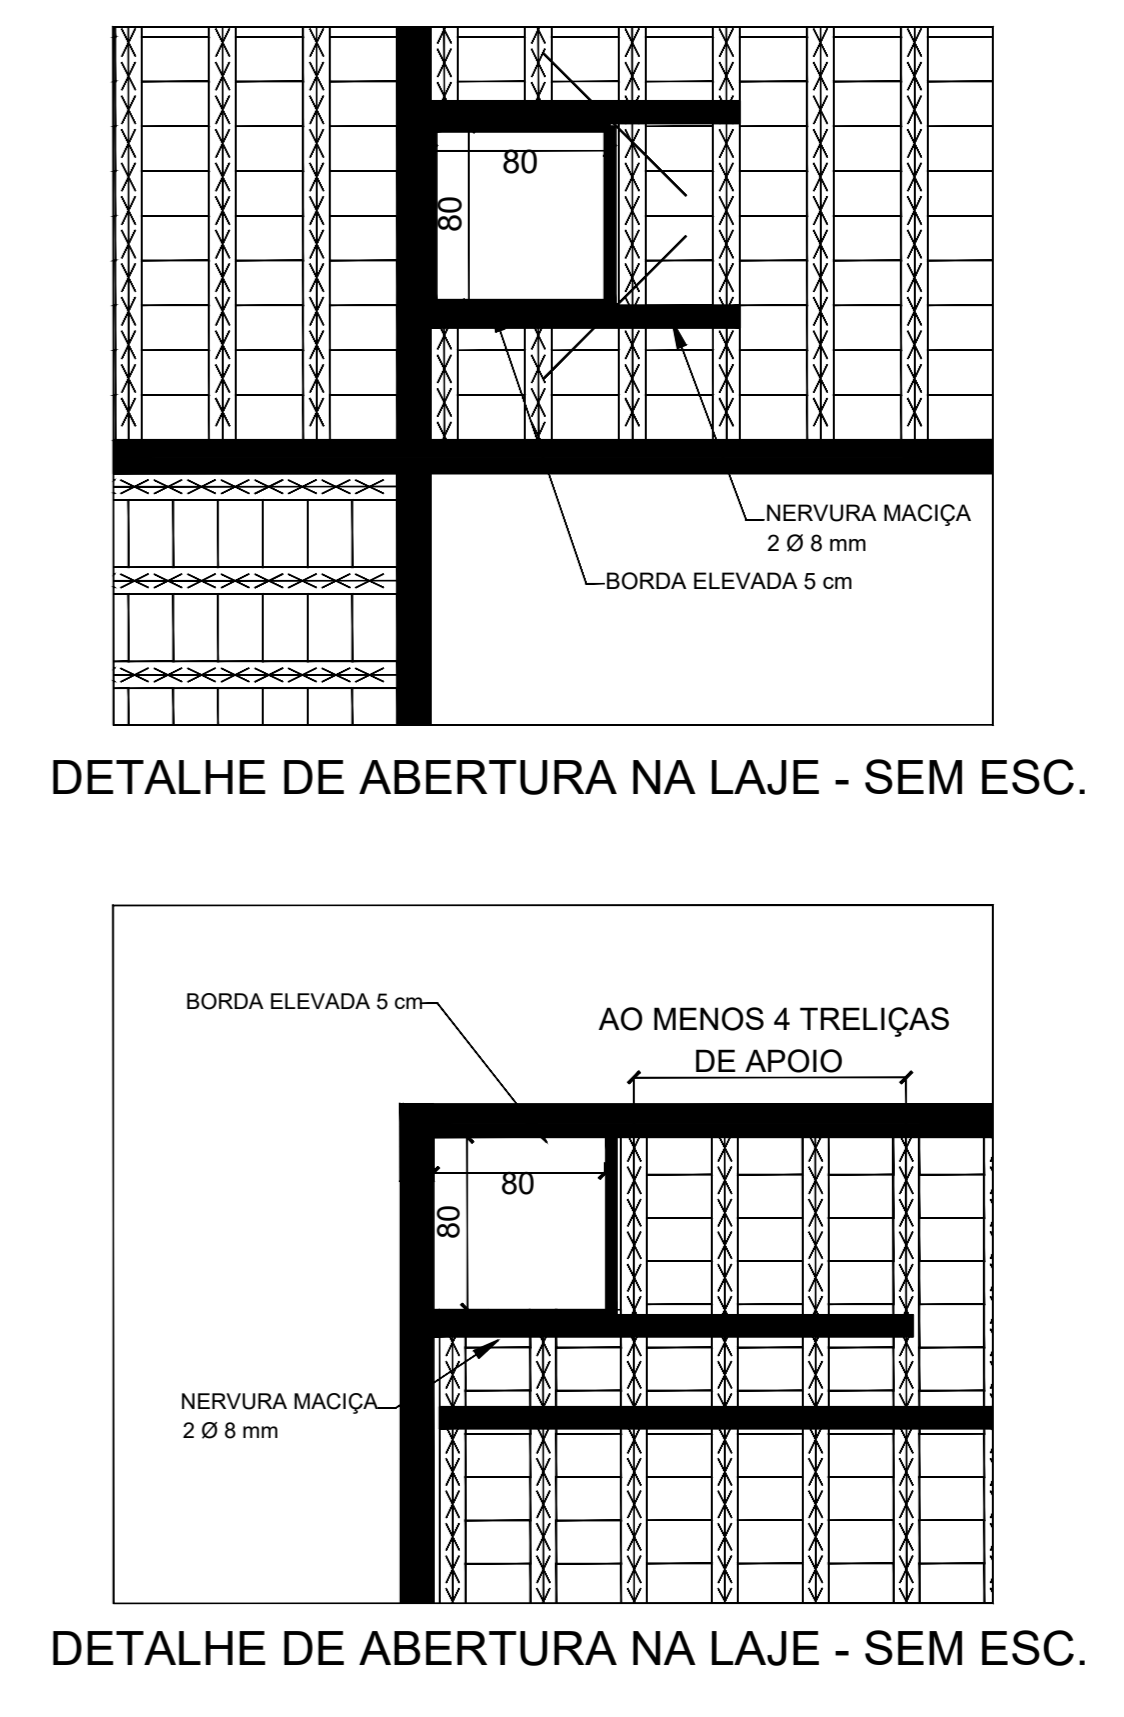 80
80
NERVURA MACIÇA
2 Ø 8 mm
BORDA ELEVADA 5 cm
DETALHE DE ABERTURA NA LAJE - SEM ESC.
BORDA ELEVADA 5 cm
AO MENOS 4 TRELIÇAS
DE APOIO
80
80
NERVURA MACIÇA
2 Ø 8 mm
DETALHE DE ABERTURA NA LAJE - SEM ESC.